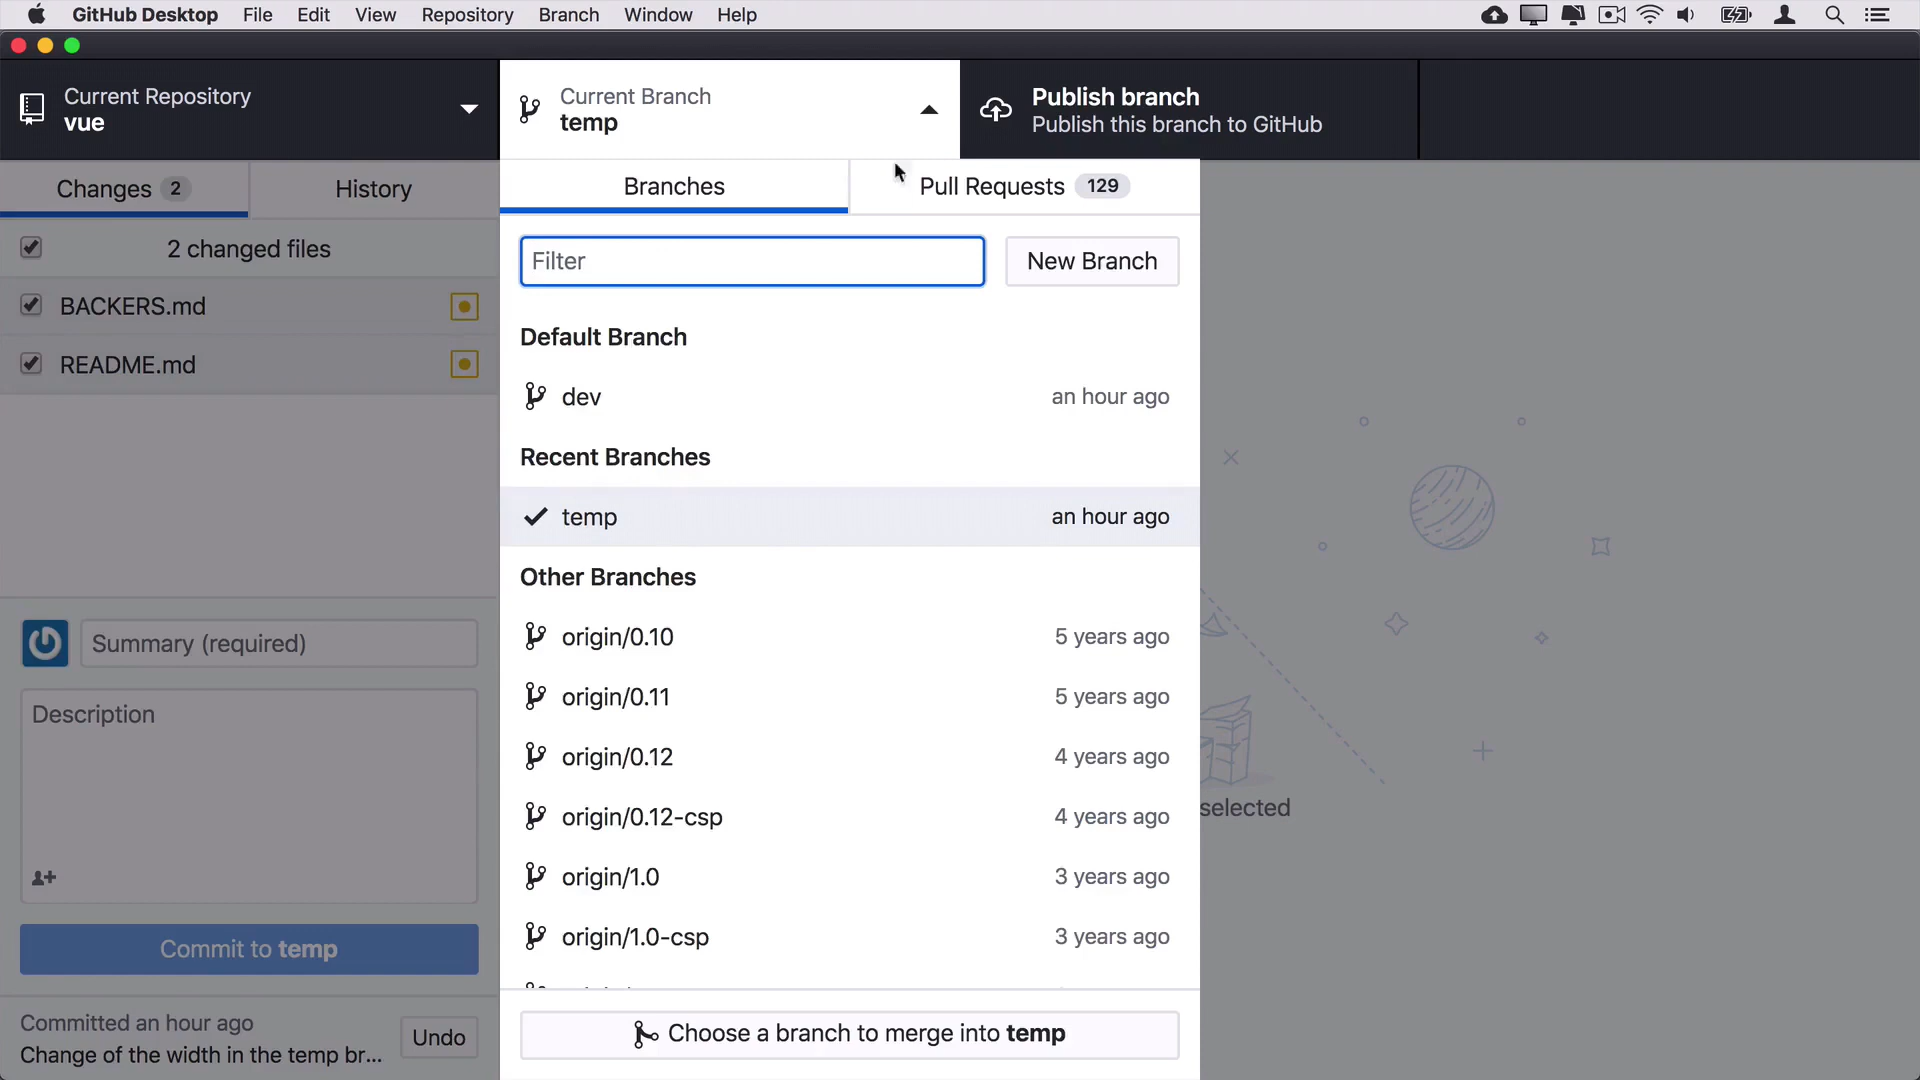 GitHub Desktop File Edit View Repository Branch Window Help
Current Repository
vue
Current Branch
temp
Publish branch
Publish this branch to GitHub
Changes 2
History
Branches
Pull Requests 129
2 changed files
Filter
New Branch
BACKERS.md
README.md
Default Branch
dev an hour ago
Recent Branches
temp an hour ago
Other Branches
origin/0.10 5 years ago
origin/0.11 5 years ago
origin/0.12 4 years ago
origin/0.12-csp 4 years ago
origin/1.0 3 years ago
origin/1.0-csp 3 years ago
selected
Summary (required)
Description
Commit to temp
Committed an hour ago
Change of the width in the temp br...
Undo
Choose a branch to merge into temp